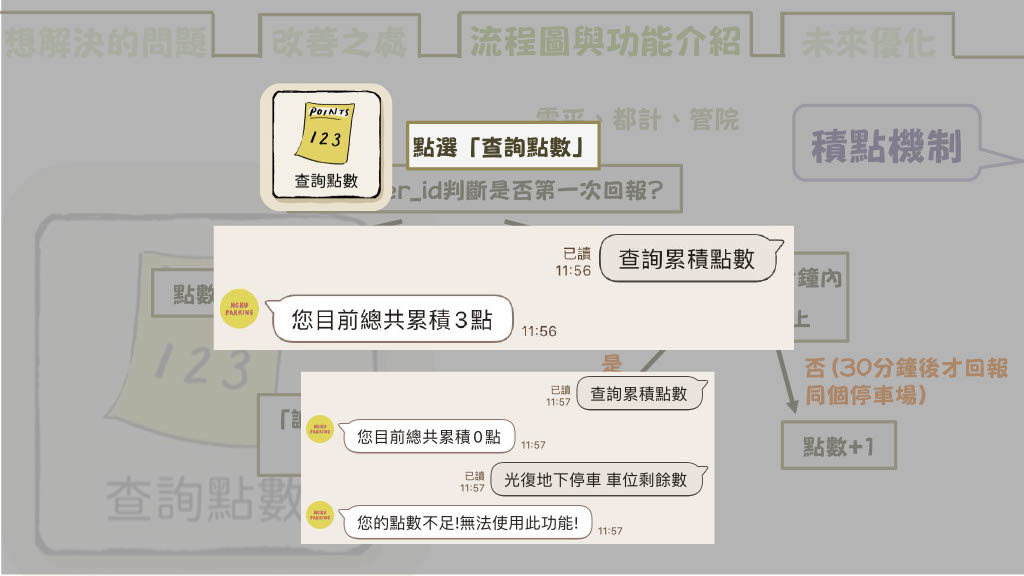 想解決的問題
改善之處
流程圖與功能介紹
未來優化
POINTS
123
查詢點數
點選「查詢點數」
電平、都計、管院
積點機制
er_id判斷是否第一次回報?
已讀
11:56
查詢累積點數
NCKU
PARKING
您目前總共累積3點
11:56
點數
鐘內
上
是
否(30分鐘後才回報
同個停車場)
點數+1
123
查詢點數
已讀
11:57
查詢累積點數
NCKU
PARKING
您目前總共累積0點
11:57
已讀
11:57
光復地下停車 車位剩餘數
NCKU
PARKING
您的點數不足!無法使用此功能!
11:57